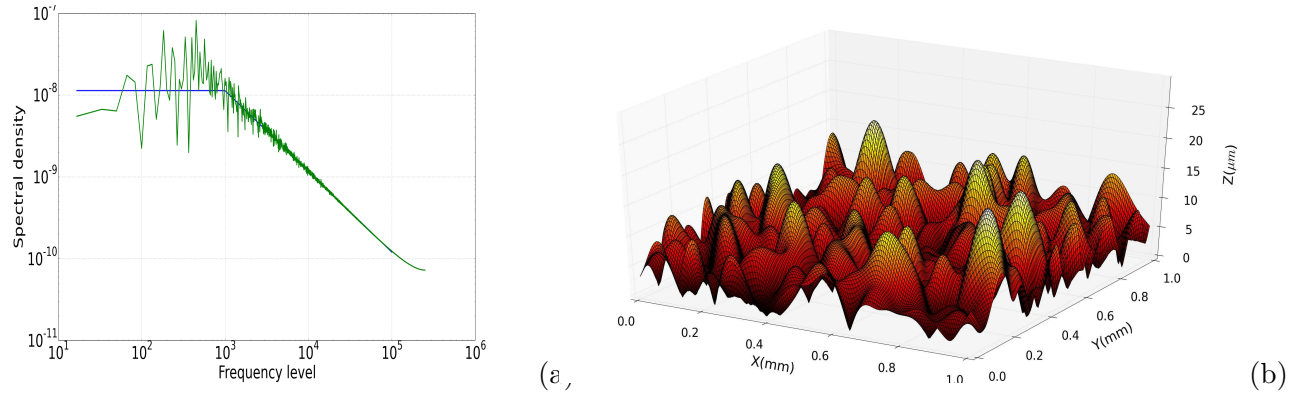 10^-7
10^-8
10^-9
10^-10
10^-11
Spectral density
10^1 10^2 10^3 10^4 10^5 10^6
Frequency level
(a)
25
20
15
10
5
0
Z(μm)
0.0 0.2 0.4 0.6 0.8 1.0
X(mm)
0.0 0.2 0.4 0.6 0.8 1.0
Y(mm)
(b)